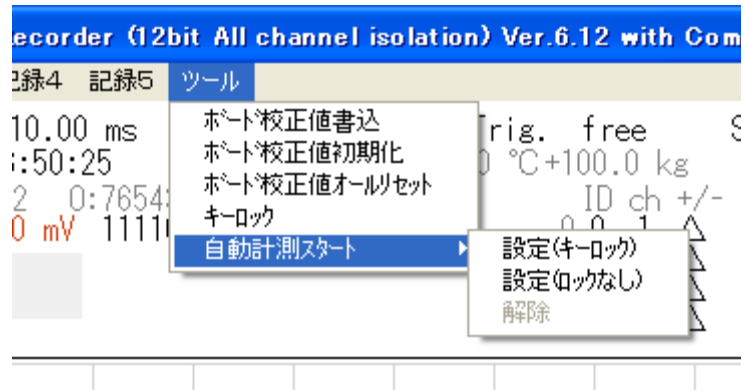 ecorder (12bit All channel isolation) Ver.6.12 with Com
記録4 記録5 ツール
10.00 ms Trig. free
:50:25 0 ℃+100.0 kg
2 0:7654 ID ch +/-
0 mV 1111 0 0 1 △
ボード校正値書込
ボード校正値初期化
ボード校正値オールリセット
キーロック
自動計測スタート
設定(キーロック)
設定(ロックなし)
解除